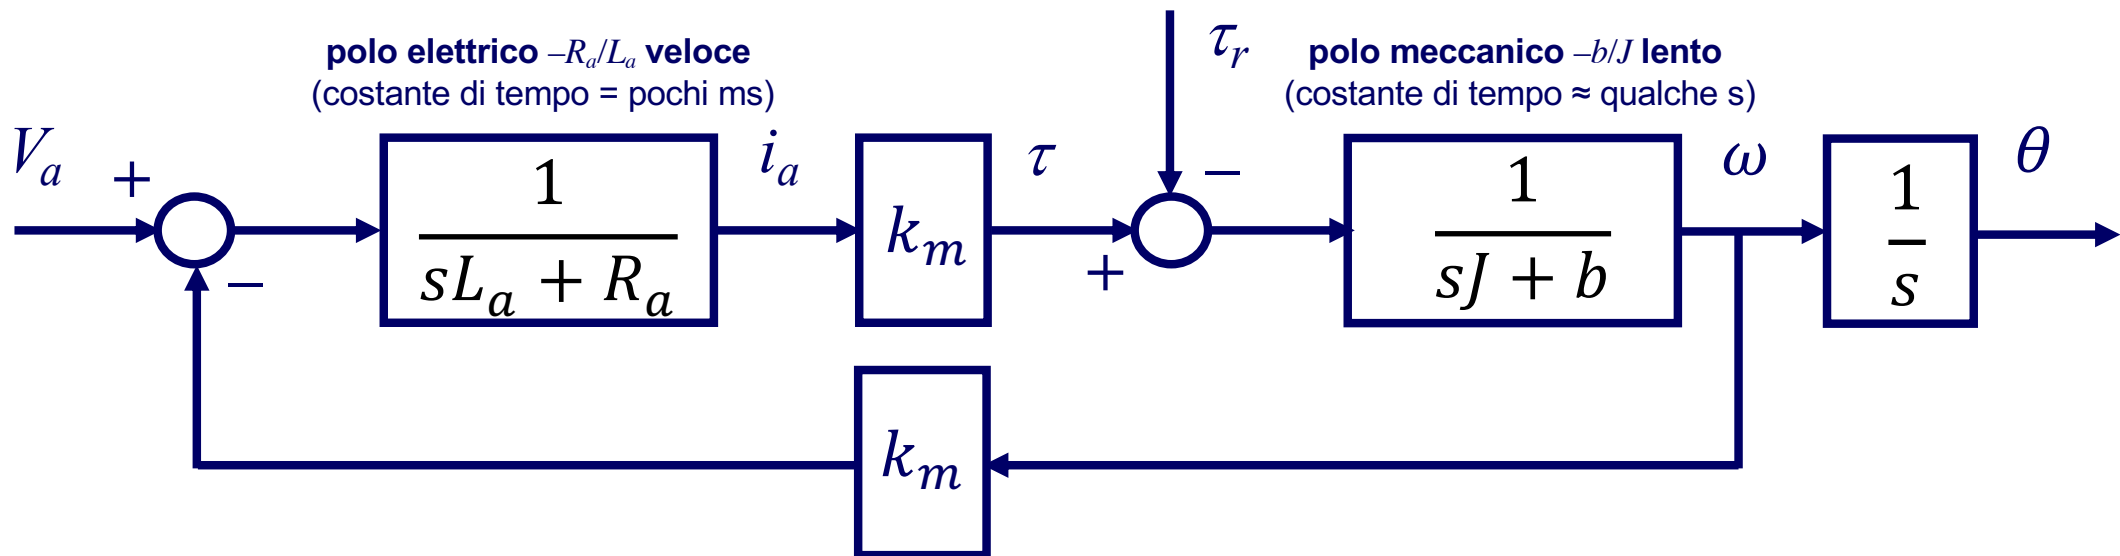 polo elettrico –Rₐ/Lₐ veloce
(costante di tempo = pochi ms)
τᵣ
polo meccanico –b/J lento
(costante di tempo ≈ qualche s)
Vₐ
+
–
1
sLₐ + Rₐ
iₐ
kₘ
τ
+
–
1
sJ + b
ω
1
s
θ
kₘ